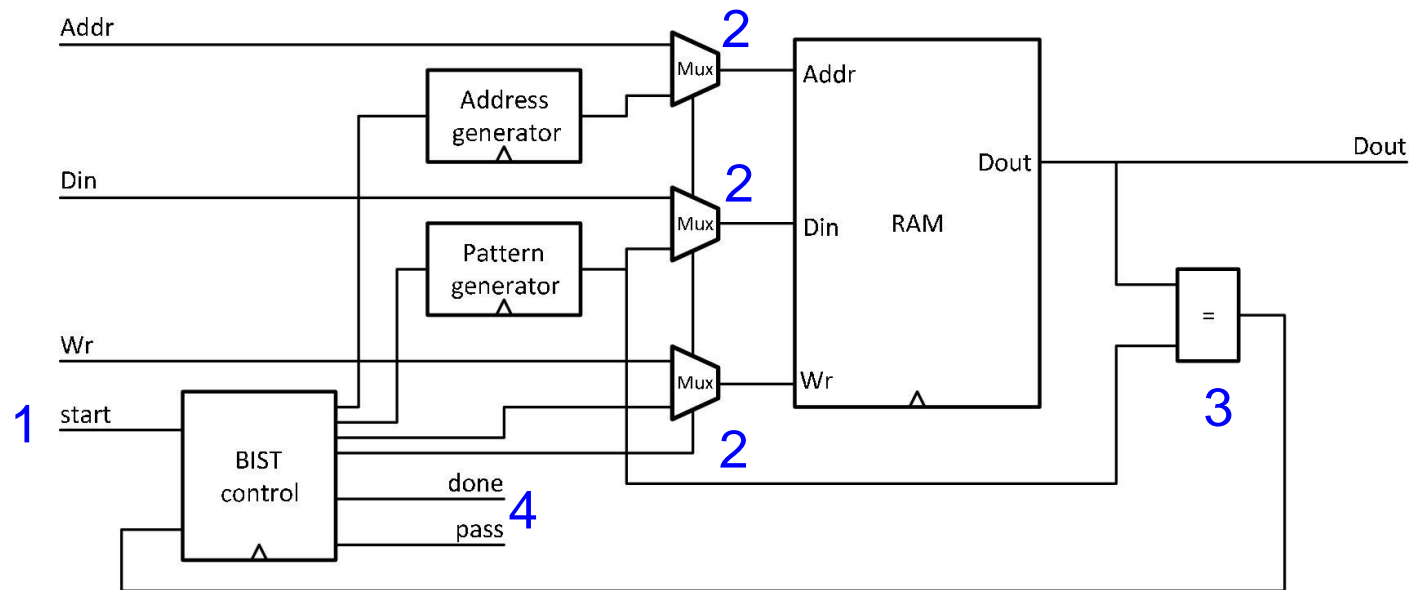 Addr
2
Mux
Addr
Address
generator
Dout
Dout
Din
2
Mux
Din
RAM
Pattern
generator
=
Wr
Mux
Wr
3
1
start
2
BIST
control
done
4
pass